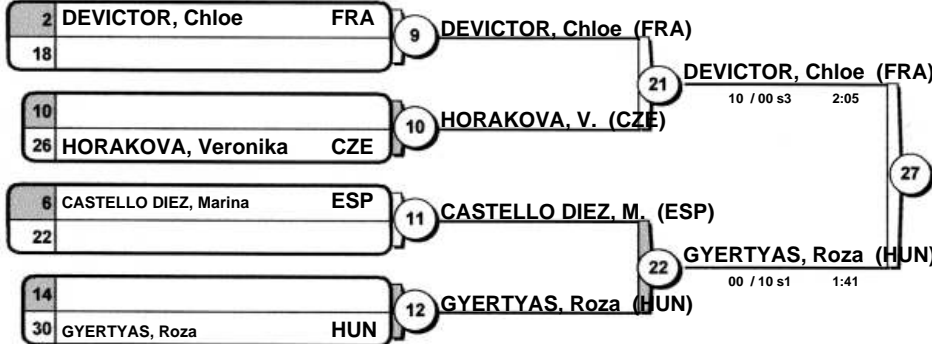 2 DEVICTOR, Chloe FRA
18
9 DEVICTOR, Chloe (FRA)
21 DEVICTOR, Chloe (FRA)
10 / 00 s3 2:05
10
26 HORAKOVA, Veronika CZE
10 HORAKOVA, V. (CZE)
27
6 CASTELLO DIEZ, Marina ESP
22
11 CASTELLO DIEZ, M. (ESP)
22 GYERTYAS, Roza (HUN)
00 / 10 s1 1:41
14
30 GYERTYAS, Roza HUN
12 GYERTYAS, Roza (HUN)